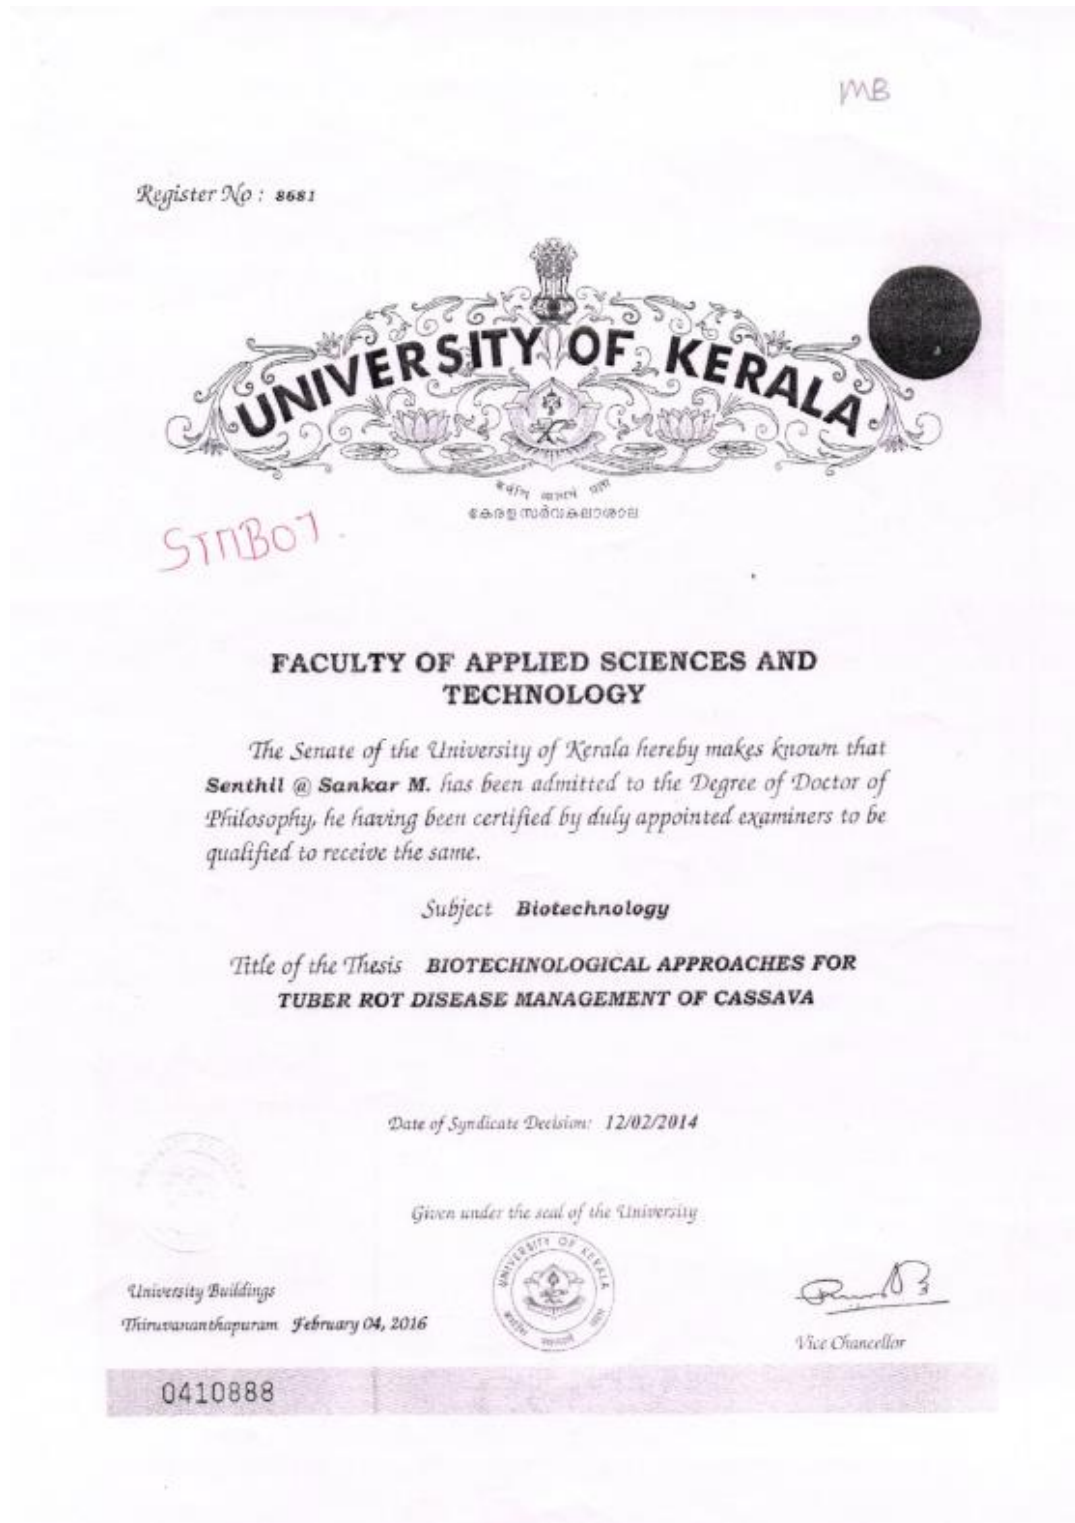 MB
Register No : 8681
UNIVERSITY OF KERALA
കേരളസർവകലാശാല
STMB07.
FACULTY OF APPLIED SCIENCES AND
TECHNOLOGY
The Senate of the University of Kerala hereby makes known that
Senthil @ Sankar M. has been admitted to the Degree of Doctor of
Philosophy, he having been certified by duly appointed examiners to be
qualified to receive the same.
Subject Biotechnology
Title of the Thesis BIOTECHNOLOGICAL APPROACHES FOR
TUBER ROT DISEASE MANAGEMENT OF CASSAVA
Date of Syndicate Decision: 12/02/2014
Given under the seal of the University
UNIVERSITY OF KERALA
University Buildings
Thiruvananthapuram February 04, 2016
Vice Chancellor
0410888